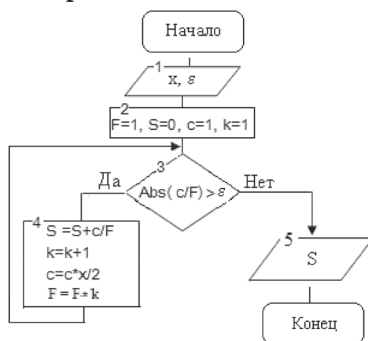 Начало
1
x, ε
2
F=1, S=0, c=1, k=1
3
Да
Abs( c/F) > ε
Нет
4
S =S+c/F
k=k+1
c=c*x/2
F = F* k
5
S
Конец